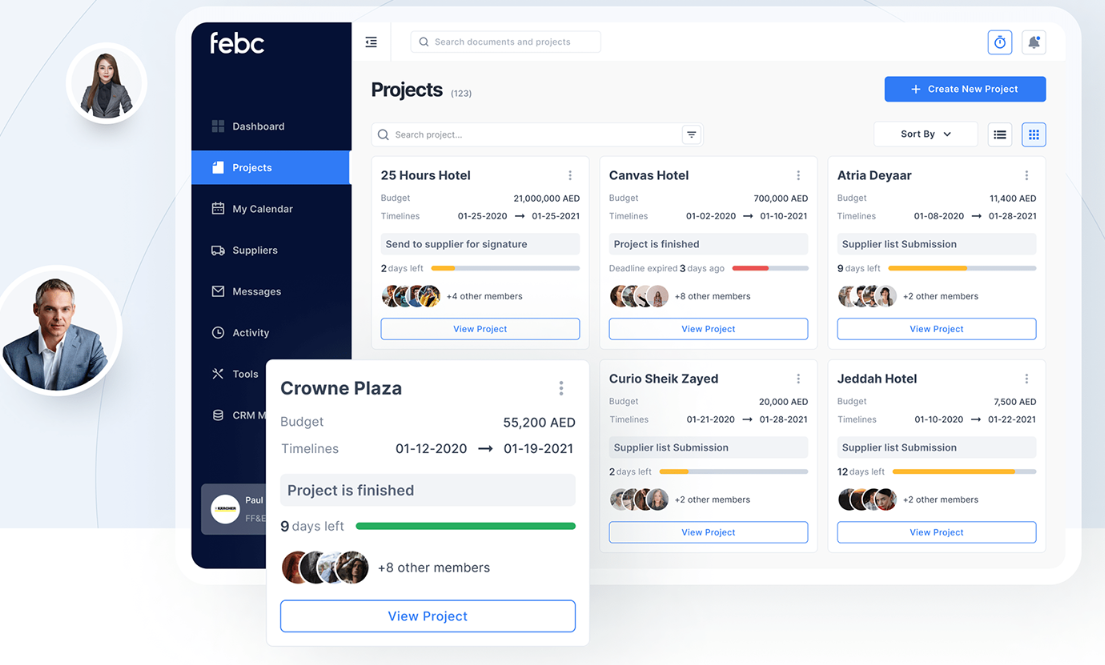 febc
Search documents and projects
Projects (123)
Create New Project
Search project...
Sort By
Dashboard
Projects
My Calendar
Suppliers
Messages
Activity
Tools
CRM M
Paul
FF&E
25 Hours Hotel
Budget 21,000,000 AED
Timelines 01-25-2020 → 01-25-2021
Send to supplier for signature
2 days left
+4 other members
View Project
Canvas Hotel
Budget 700,000 AED
Timelines 01-02-2020 → 01-10-2021
Project is finished
Deadline expired 3 days ago
+8 other members
View Project
Atria Deyaar
Budget 11,400 AED
Timelines 01-08-2020 → 01-28-2021
Supplier list Submission
9 days left
+2 other members
View Project
Crowne Plaza
Budget 55,200 AED
Timelines 01-12-2020 → 01-19-2021
Project is finished
9 days left
+8 other members
View Project
Curio Sheik Zayed
Budget 20,000 AED
Timelines 01-21-2020 → 01-28-2021
Supplier list Submission
2 days left
+2 other members
View Project
Jeddah Hotel
Budget 7,500 AED
Timelines 01-10-2020 → 01-22-2021
Supplier list Submission
12 days left
+2 other members
View Project